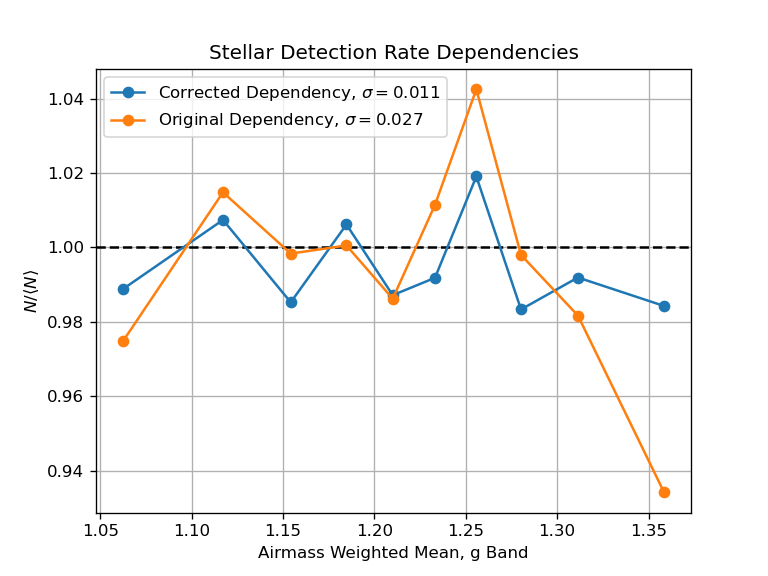 Stellar Detection Rate Dependencies
Corrected Dependency, σ = 0.011
Original Dependency, σ = 0.027
1.04
1.02
1.00
0.98
0.96
0.94
N/⟨N⟩
1.05 1.10 1.15 1.20 1.25 1.30 1.35
Airmass Weighted Mean, g Band